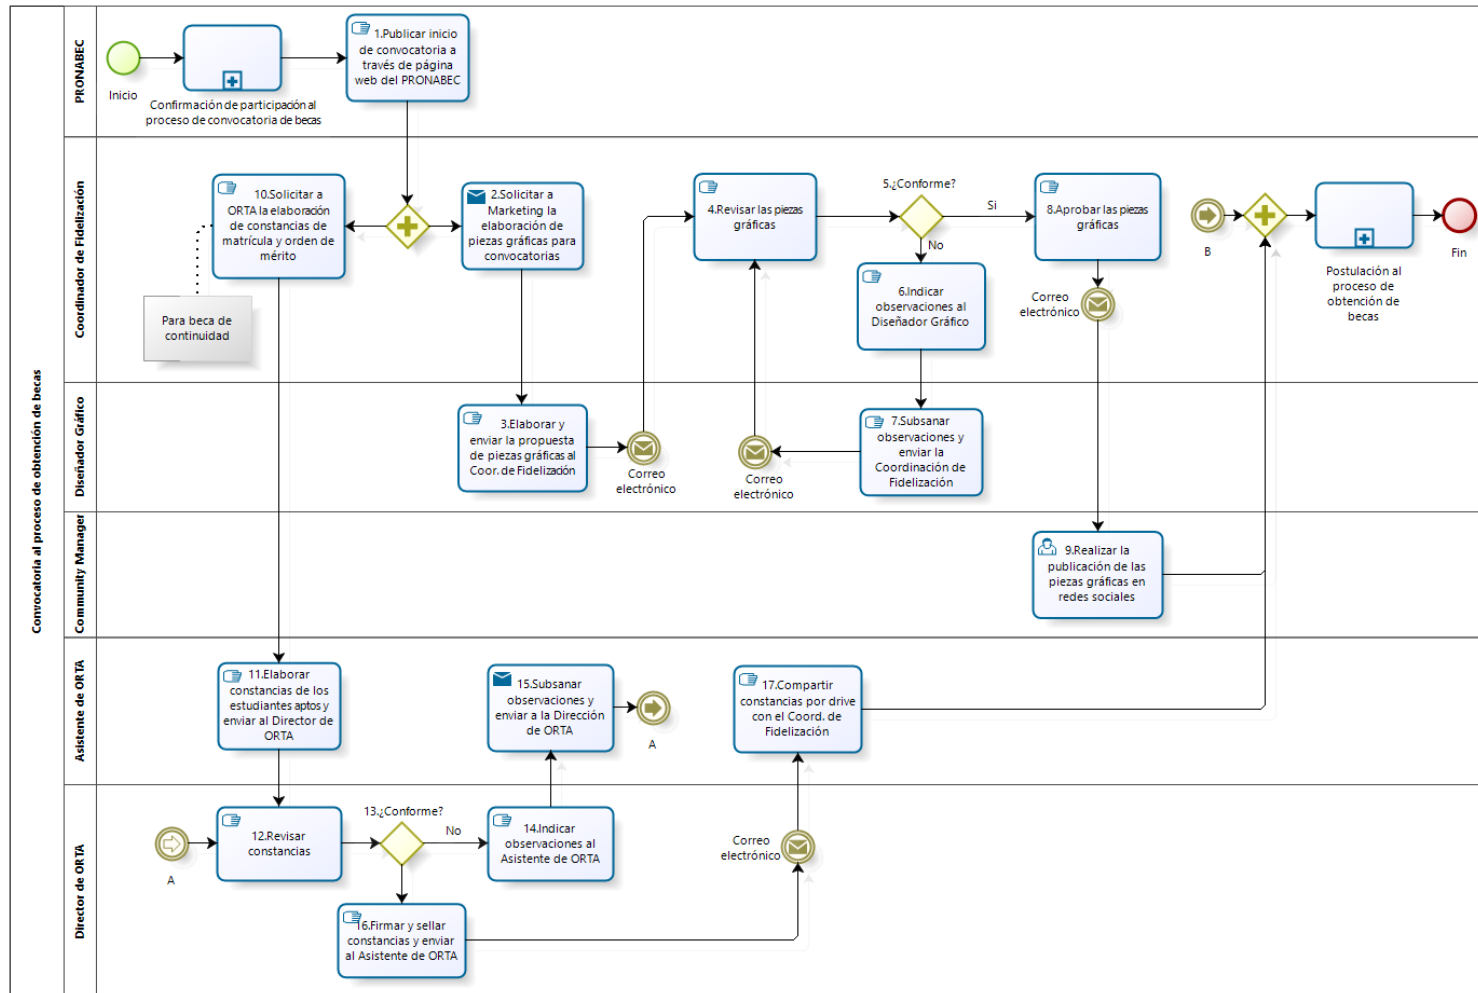 Convocatoria al proceso de obtención de becas
PRONABEC
Inicio
Confirmación de participación al
proceso de convocatoria de becas
1.Publicar inicio
de convocatoria a
través de página
web del PRONABEC
Coordinador de Fidelización
10.Solicitar a
ORTA la elaboración
de constancias de
matrícula y orden de
mérito
Para beca de
continuidad
2.Solicitar a
Marketing la
elaboración de
piezas gráficas para
convocatorias
4.Revisar las piezas
gráficas
5.¿Conforme?
Si
No
6.Indicar
observaciones al
Diseñador Gráfico
8.Aprobar las piezas
gráficas
Correo
electrónico
B
Postulación al
proceso de
obtención de
becas
Fin
Diseñador Gráfico
3.Elaborar y
enviar la propuesta
de piezas gráficas al
Coor. de Fidelización
Correo
electrónico
Correo
electrónico
7.Subsanar
observaciones y
enviar la
Coordinación de
Fidelización
Community Manager
9.Realizar la
publicación de las
piezas gráficas en
redes sociales
Asistente de ORTA
11.Elaborar
constancias de los
estudiantes aptos y
enviar al Director de
ORTA
15.Subsanar
observaciones y
enviar a la Dirección
de ORTA
A
17.Compartir
constancias por drive
con el Coord. de
Fidelización
Director de ORTA
A
12.Revisar
constancias
13.¿Conforme?
No
14.Indicar
observaciones al
Asistente de ORTA
16.Firmar y sellar
constancias y enviar
al Asistente de ORTA
Correo
electrónico